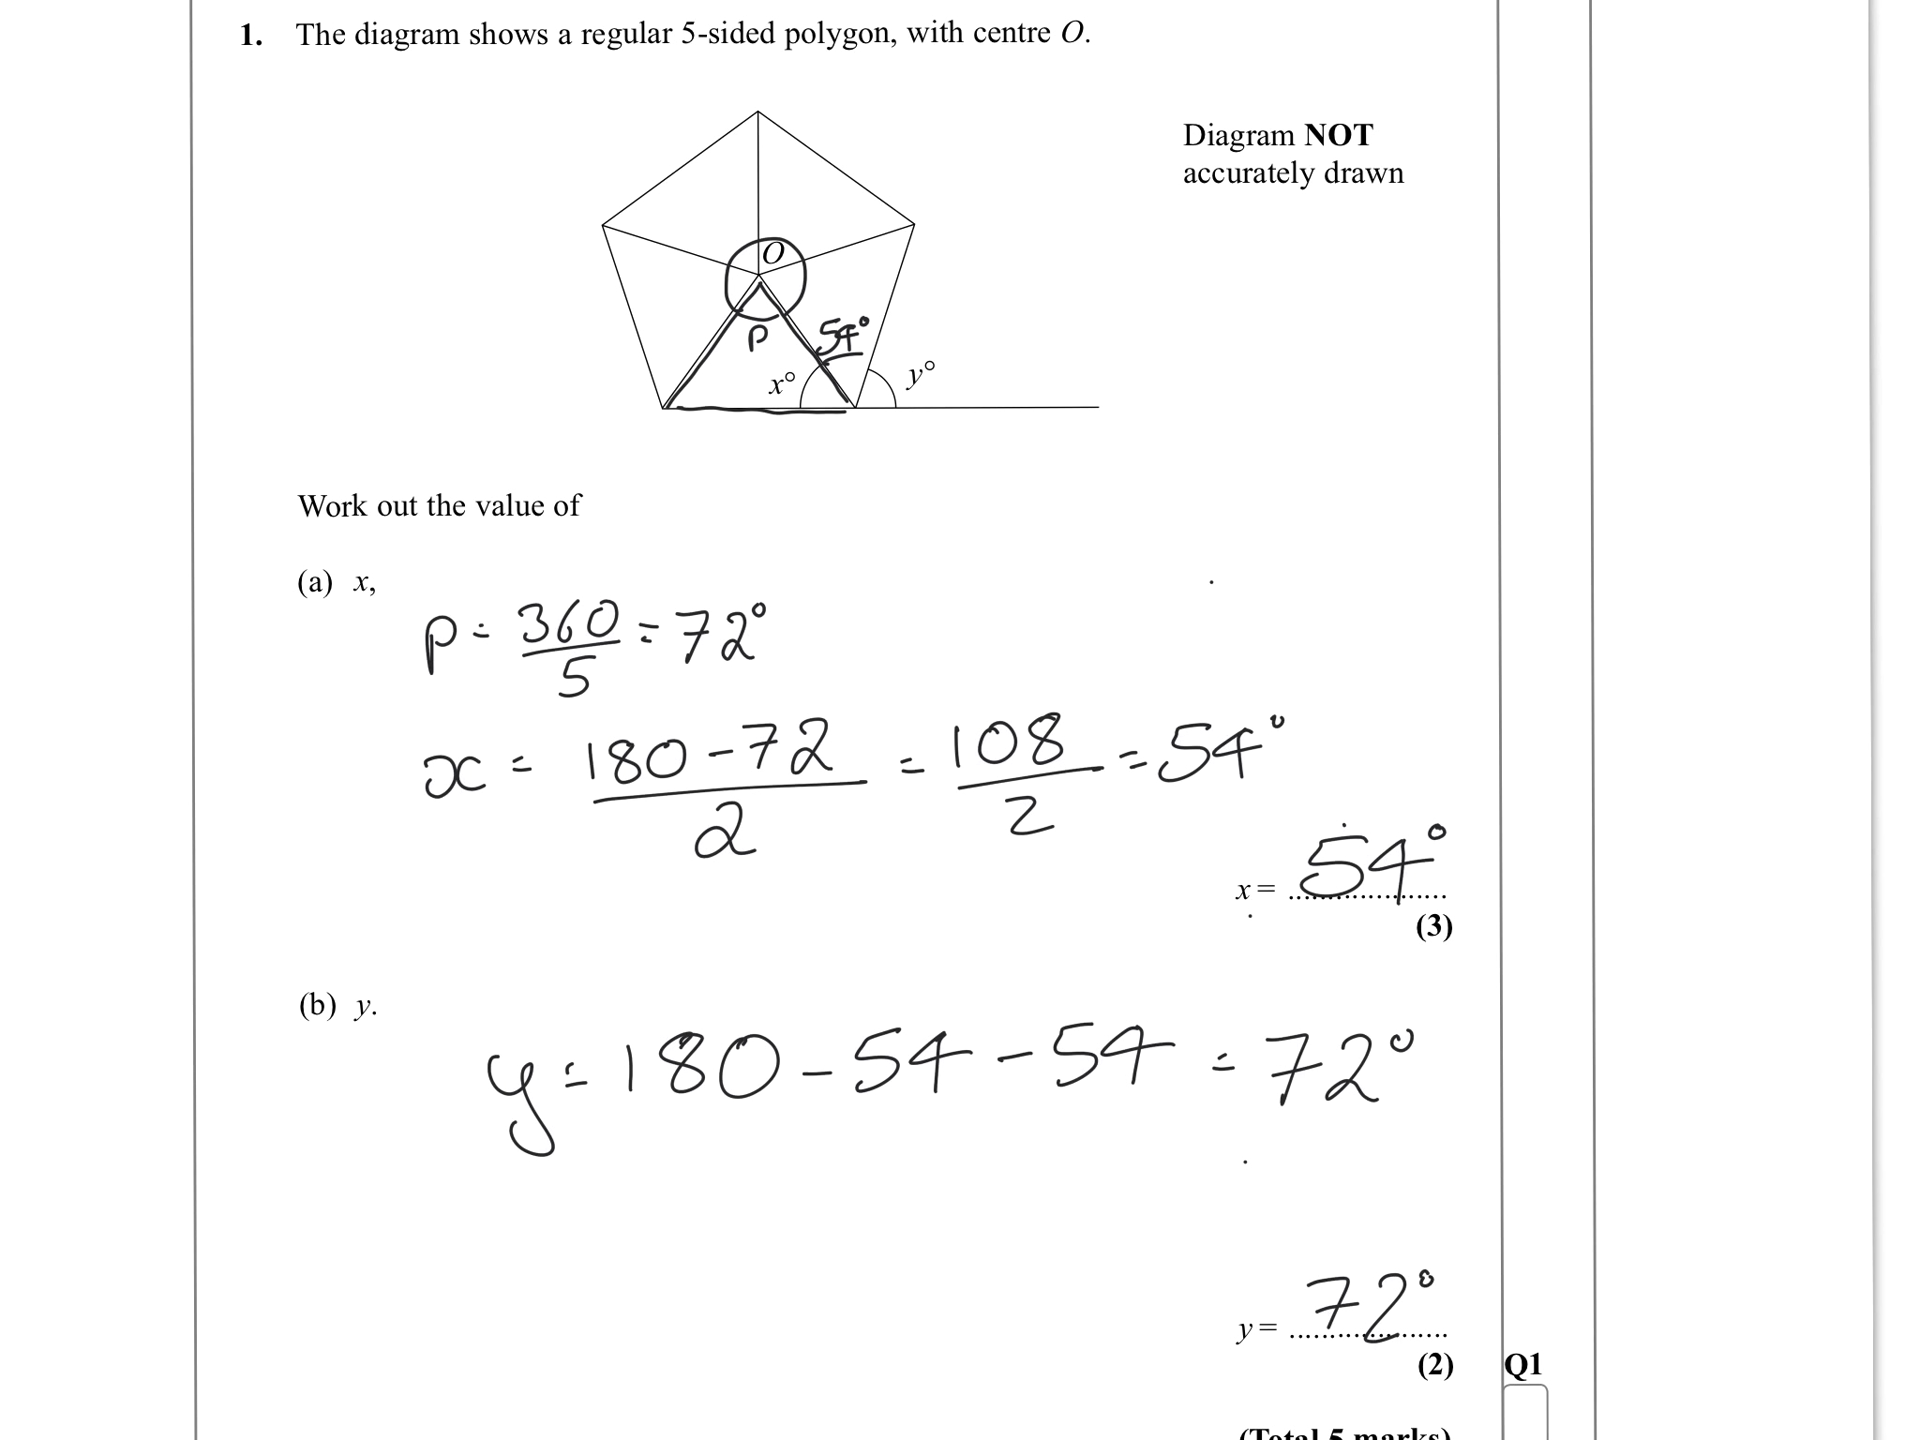 1. The diagram shows a regular 5-sided polygon, with centre O.
Diagram NOT
accurately drawn
O
P
54°
x°
y°
Work out the value of
(a) x,
P = 360/5 = 72°
x = (180 - 72)/2 = 108/2 = 54°
x = 54°
(3)
(b) y.
y = 180 - 54 - 54 = 72°
y = 72°
(2)
Q1
(Total 5 marks)